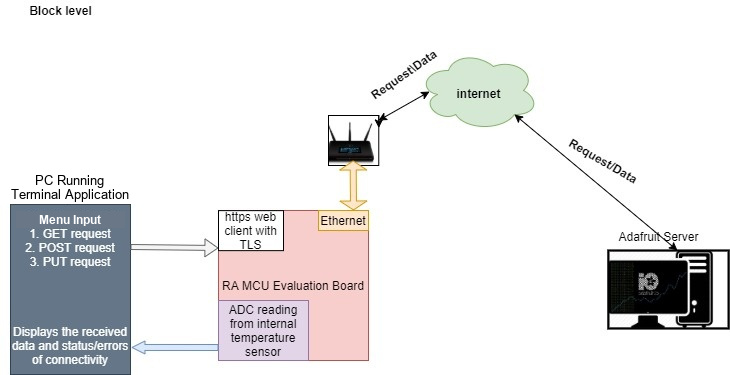 Block level
Request\Data
internet
Request/Data
PC Running
Terminal Application
Menu Input
1. GET request
2. POST request
3. PUT request
Displays the received
data and status/errors
of connectivity
https web
client with
TLS
Ethernet
RA MCU Evaluation Board
ADC reading
from internal
temperature
sensor
Adafruit Server